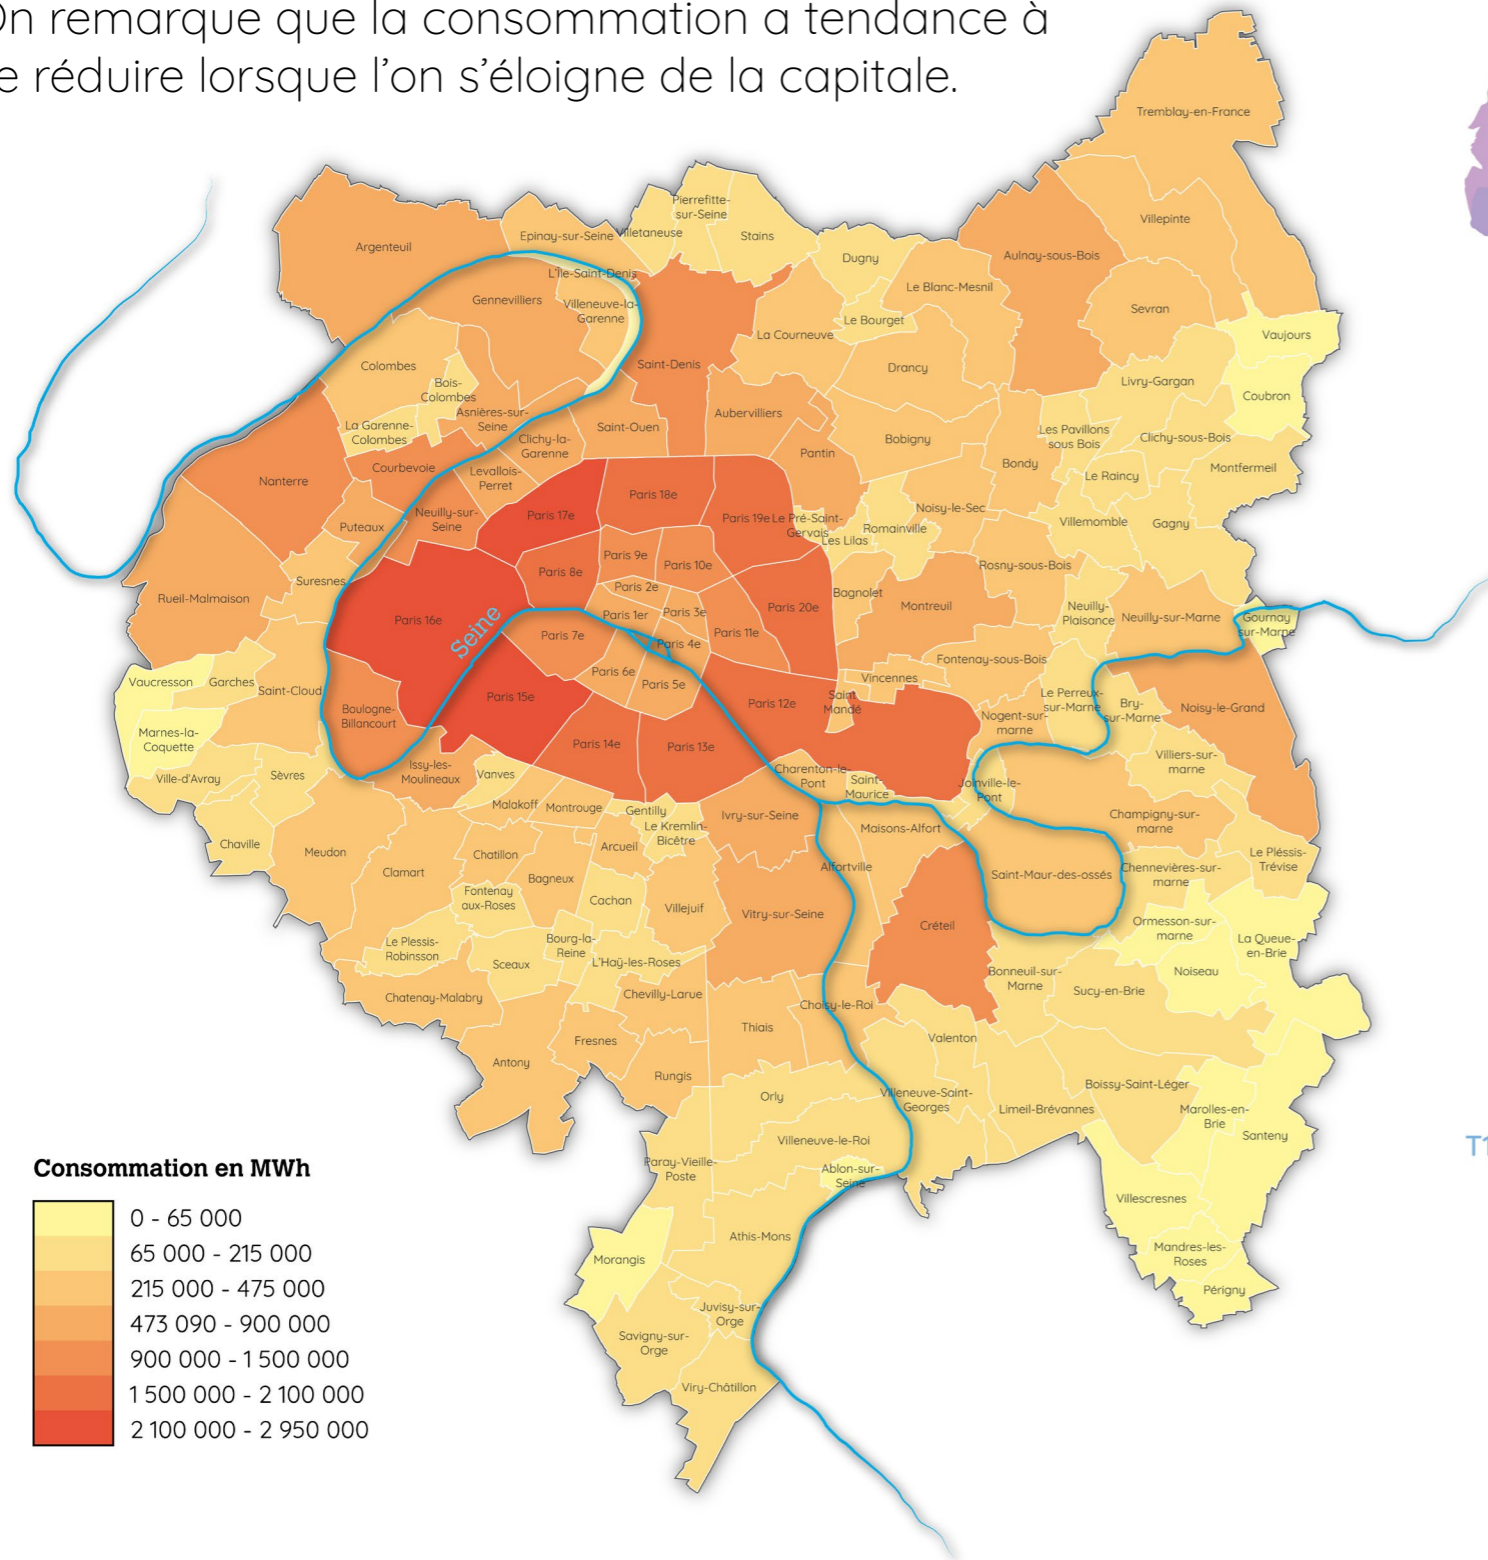 On remarque que la consommation a tendance à
e réduire lorsque l'on s'éloigne de la capitale.
Tremblay-en-France
Pierrefitte-
sur-Seine
Villepinte
Epinay-sur-Seine
Villetaneuse
Stains
Argenteuil
Aulnay-sous-Bois
Dugny
L'Île-Saint-Denis
Le Blanc-Mesnil
Gennevilliers
Villeneuve-la-
Garenne
Sevran
Le Bourget
La Courneuve
Vaujours
Colombes
Saint-Denis
Drancy
Bois-
Colombes
Livry-Gargan
Coubron
Asnières-sur-
Seine
Aubervilliers
La Garenne-
Colombes
Saint-Ouen
Les Pavillons
sous Bois
Clichy-la-
Garenne
Bobigny
Clichy-sous-Bois
Pantin
Courbevoie
Bondy
Montfermeil
Levallois-
Perret
Le Raincy
Nanterre
Paris 18e
Noisy-le-Sec
Neuilly-sur-
Seine
Paris 17e
Paris 19e
Le Pré-Saint-
Gervais
Puteaux
Romainville
Villemomble
Gagny
Les Lilas
Paris 9e
Paris 10e
Rosny-sous-Bois
Paris 8e
Suresnes
Paris 2e
Bagnolet
Rueil-Malmaison
Paris 20e
Montreuil
Neuilly-
Plaisance
Paris 1er
Paris 3e
Paris 16e
Neuilly-sur-Marne
Gournay
sur-Marne
Seine
Paris 7e
Paris 11e
Paris 4e
Fontenay-sous-Bois
Paris 6e
Vaucresson
Garches
Saint-Cloud
Paris 5e
Vincennes
Paris 15e
Saint
Mandé
Le Perreux-
sur-Marne
Paris 12e
Bry-
sur-Marne
Noisy-le-Grand
Boulogne-
Billancourt
Nogent-sur-
marne
Marnes-la-
Coquette
Paris 14e
Paris 13e
Villiers-sur-
marne
Issy-les-
Moulineaux
Vanves
Charenton-le-
Pont
Ville-d'Avray
Sèvres
Saint-
Maurice
Joinville-le-
Pont
Malakoff
Montrouge
Gentilly
Ivry-sur-Seine
Champigny-sur-
marne
Le Kremlin-
Bicêtre
Maisons-Alfort
Chaville
Arcueil
Meudon
Chatillon
Le Pléssis-
Trévise
Alfortville
Clamart
Chennevières-sur-
marne
Bagneux
Saint-Maur-des-ossés
Fontenay
aux-Roses
Cachan
Villejuif
Vitry-sur-Seine
Créteil
Ormesson-sur-
marne
Le Plessis-
Robinsson
Bourg-la-
Reine
La Queue-
en-Brie
Sceaux
L'Haÿ-les-Roses
Noiseau
Bonneuil-sur-
Marne
Chatenay-Malabry
Chevilly-Larue
Choisy-le-Roi
Sucy-en-Brie
Thiais
Fresnes
Valenton
Antony
Rungis
Boissy-Saint-Léger
Orly
Villeneuve-Saint-
Georges
Limeil-Brévannes
Marolles-en-
Brie
Villeneuve-le-Roi
Santeny
Paray-Vieille-
Poste
Ablon-sur-
Seine
Villescresnes
Athis-Mons
Morangis
Mandres-les-
Roses
Périgny
Juvisy-sur-
Orge
Savigny-sur-
Orge
Viry-Châtillon
T1
Consommation en MWh
0 - 65 000
65 000 - 215 000
215 000 - 475 000
473 090 - 900 000
900 000 - 1 500 000
1 500 000 - 2 100 000
2 100 000 - 2 950 000